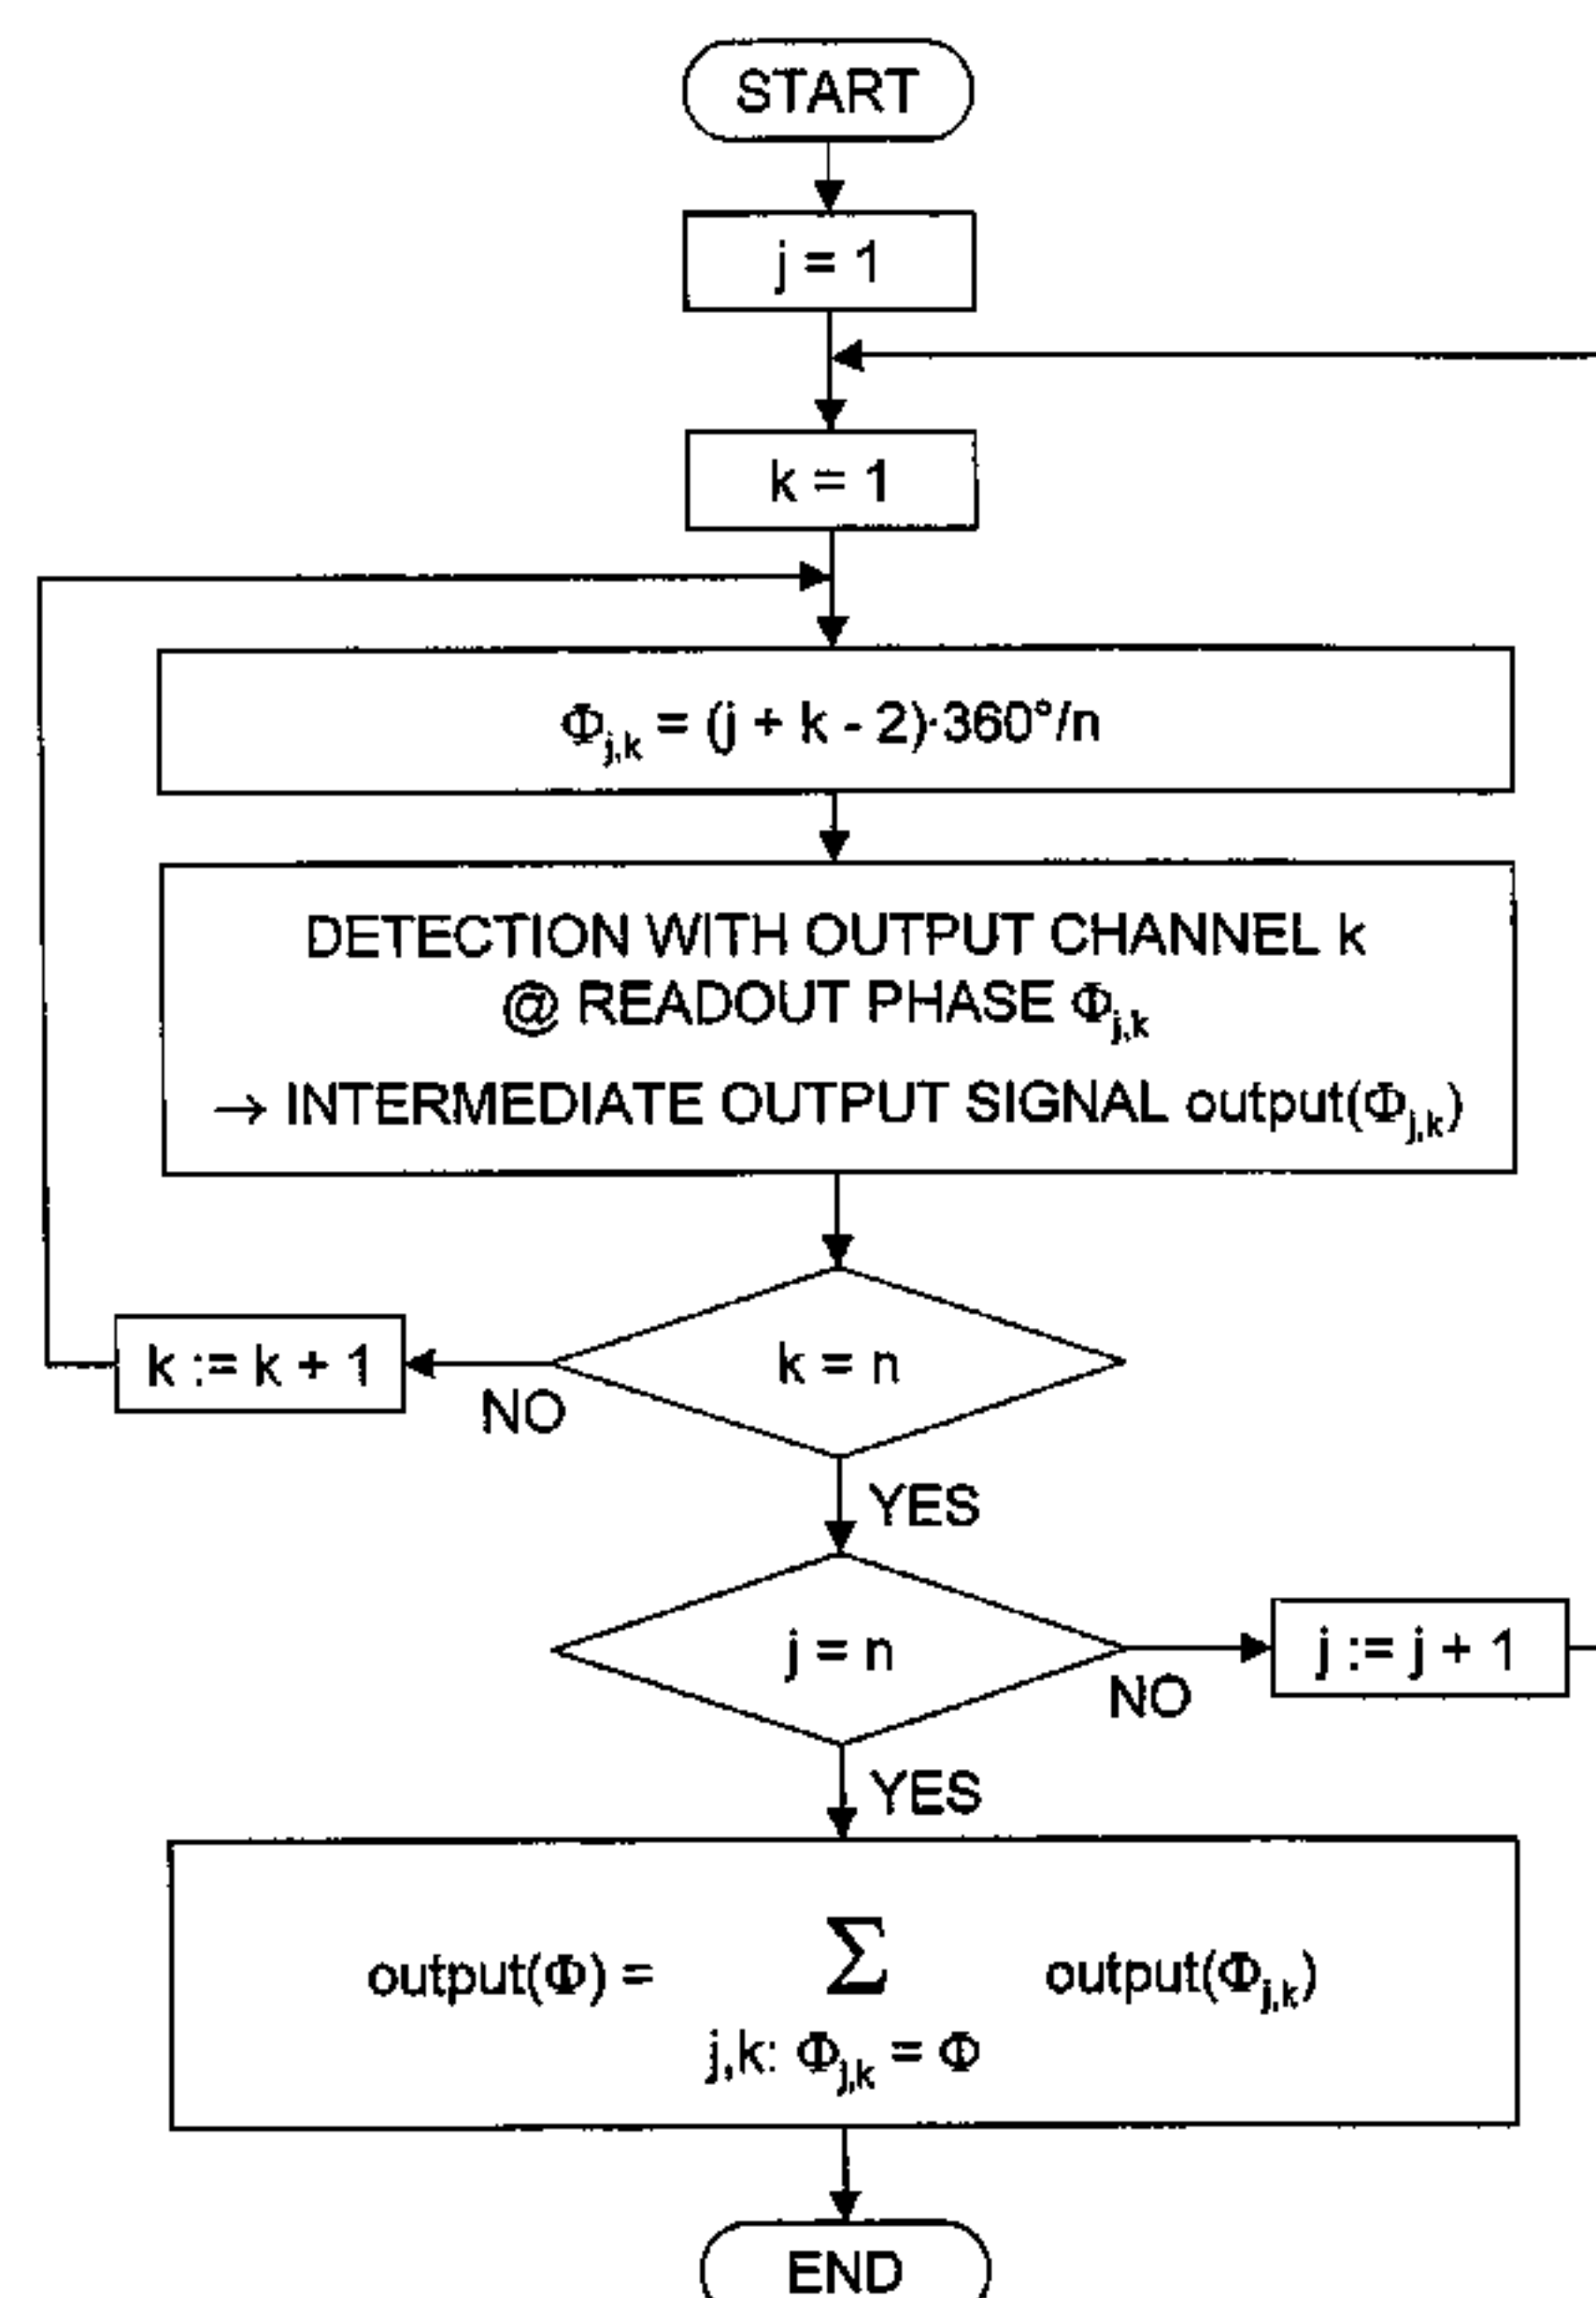 START
j = 1
k = 1
Φj,k = (j + k - 2)·360°/n
DETECTION WITH OUTPUT CHANNEL k
@ READOUT PHASE Φj,k
→ INTERMEDIATE OUTPUT SIGNAL output(Φj,k)
k = n
NO
k := k + 1
YES
j = n
NO
j := j + 1
YES
output(Φ) = Σ output(Φj,k)
j,k: Φj,k = Φ
END